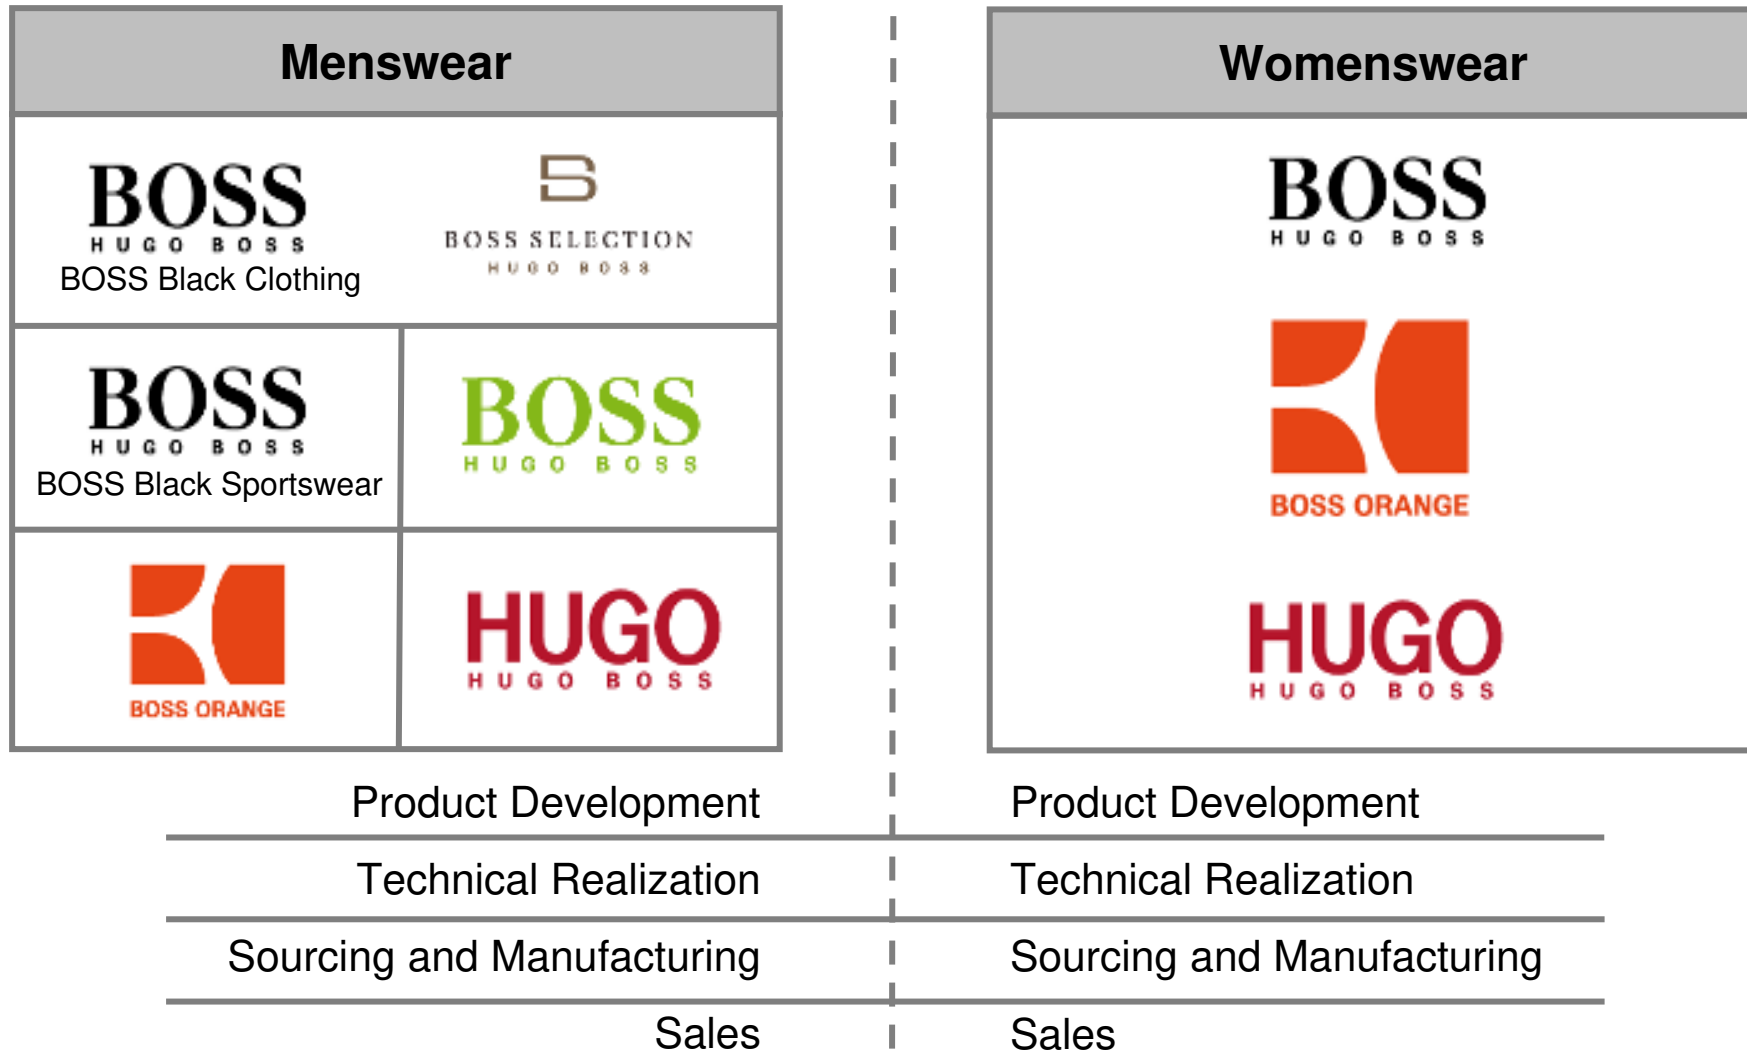 Menswear
BOSS
HUGO BOSS
BOSS Black Clothing
BOSS SELECTION
HUGO BOSS
BOSS
HUGO BOSS
BOSS Black Sportswear
BOSS
HUGO BOSS
BOSS ORANGE
HUGO
HUGO BOSS
Womenswear
BOSS
HUGO BOSS
BOSS ORANGE
HUGO
HUGO BOSS
Product Development
Product Development
Technical Realization
Technical Realization
Sourcing and Manufacturing
Sourcing and Manufacturing
Sales
Sales